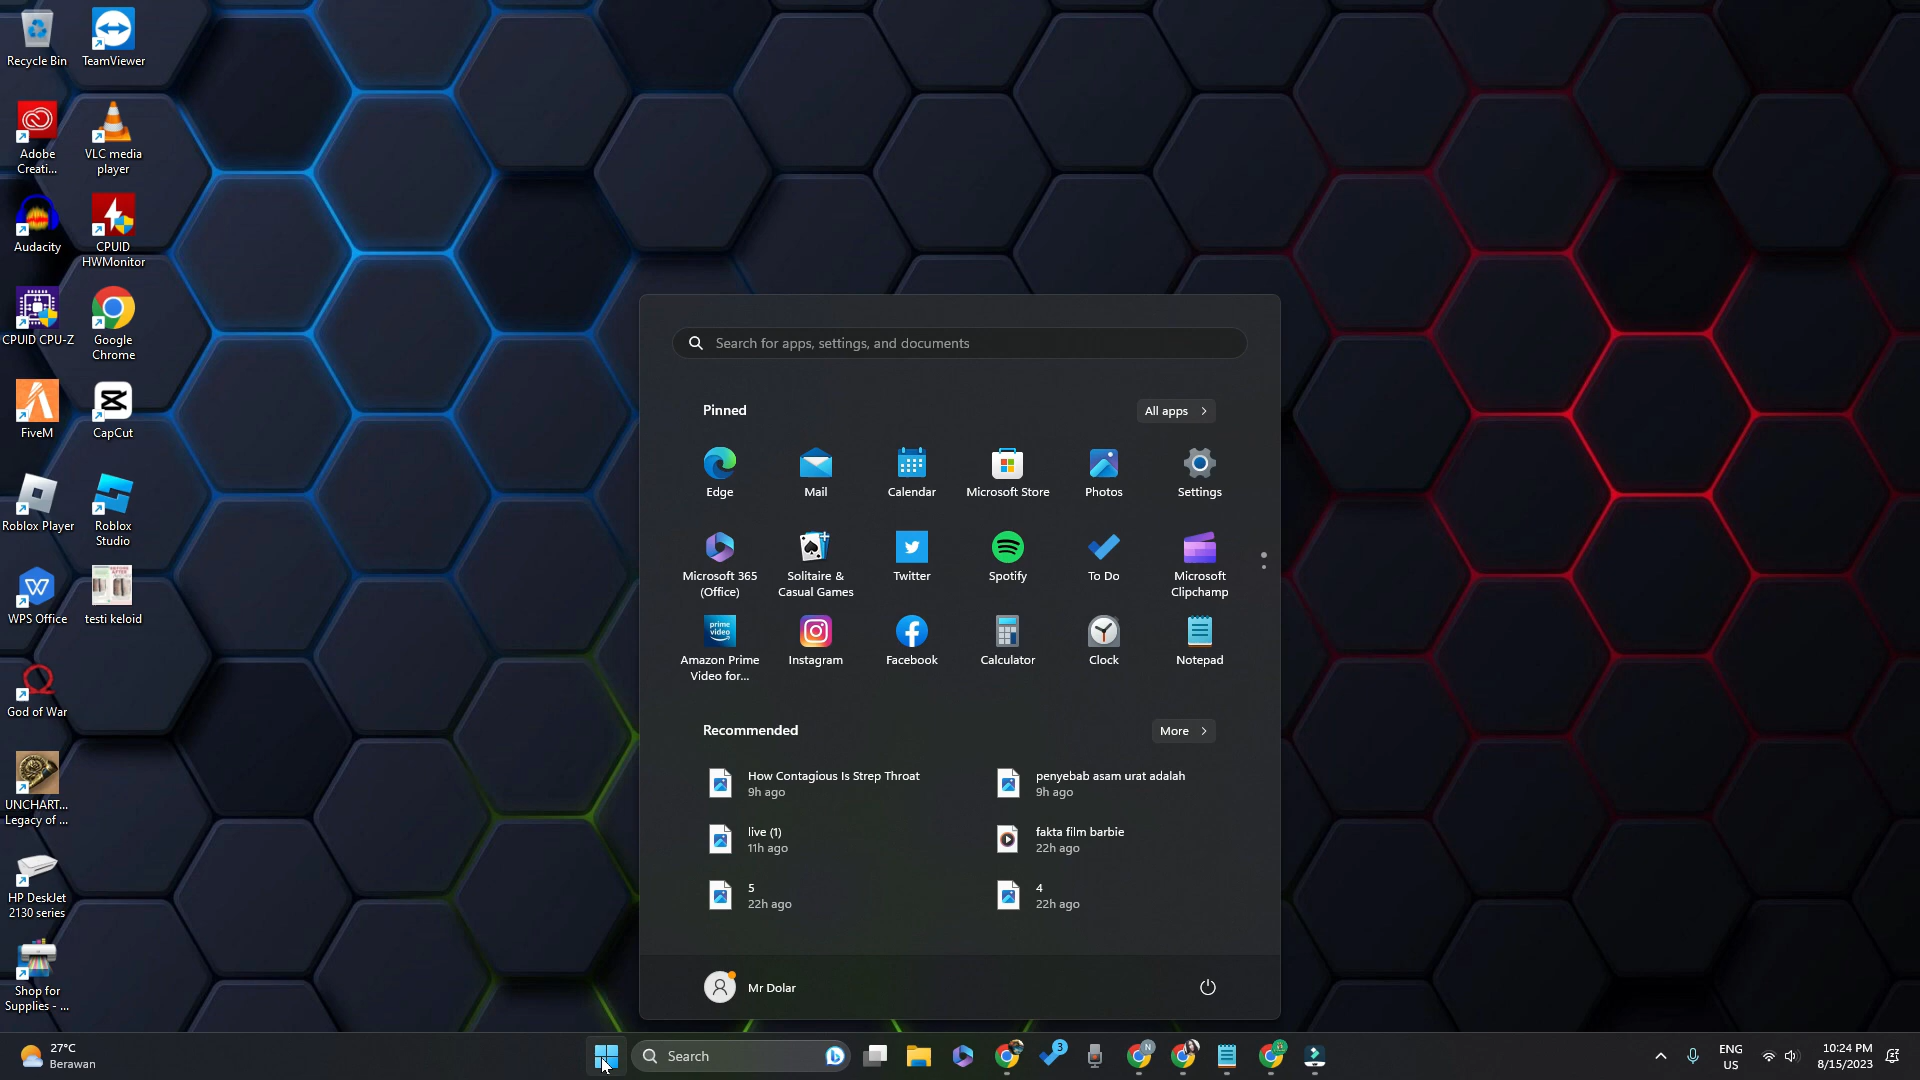 Recycle Bin
TeamViewer
Adobe
Creati...
VLC media
player
Audacity
CPUID
HWMonitor
CPUID CPU-Z
Google
Chrome
FiveM
CapCut
Roblox Player
Roblox
Studio
WPS Office
testi keloid
God of War
UNCHART...
Legacy of ...
HP DeskJet
2130 series
Shop for
Supplies - ...
Search for apps, settings, and documents
Pinned
All apps
Edge
Mail
Calendar
Microsoft Store
Photos
Settings
Microsoft 365
(Office)
Solitaire &
Casual Games
Twitter
Spotify
To Do
Microsoft
Clipchamp
prime
video
Amazon Prime
Video for...
Instagram
Facebook
Calculator
Clock
Notepad
Recommended
More
How Contagious Is Strep Throat
9h ago
penyebab asam urat adalah
9h ago
live (1)
11h ago
fakta film barbie
22h ago
5
22h ago
4
22h ago
Mr Dolar
27°C
Berawan
Search
3
N
ENG
US
10:24 PM
8/15/2023